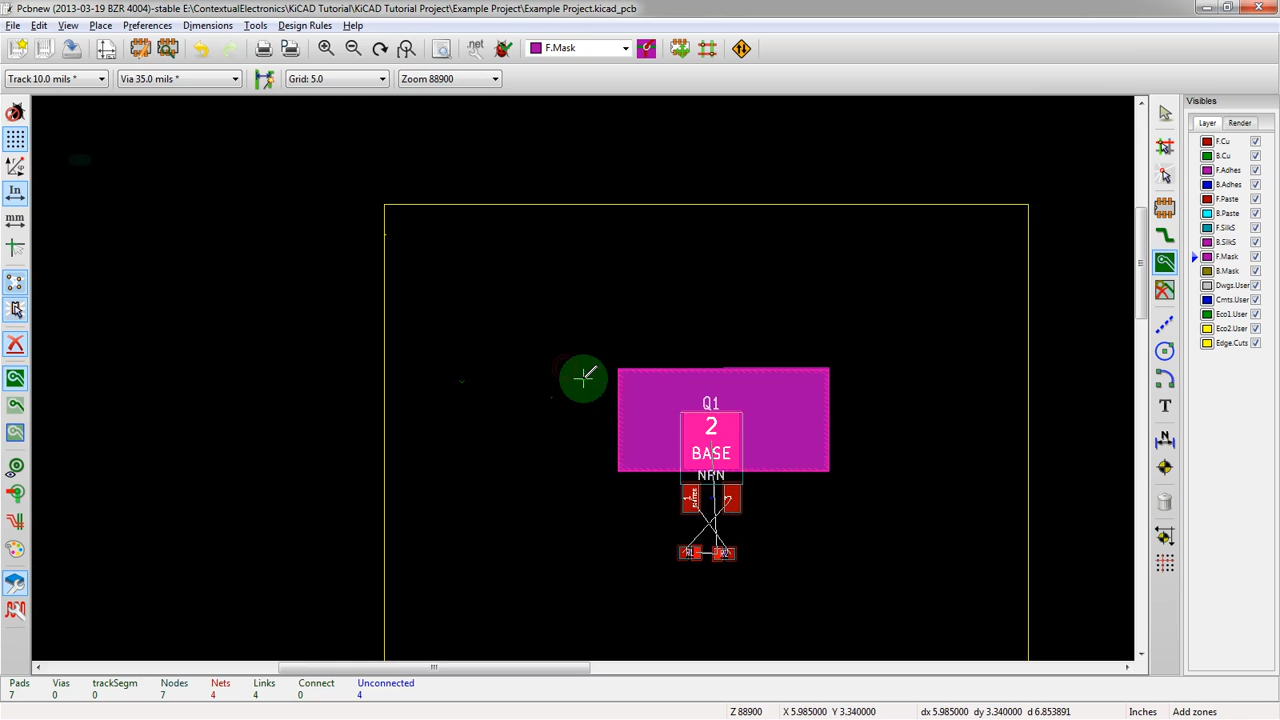 Pcbnew (2013-03-19 BZR 4004)-stable E:\ContextualElectronics\KiCAD Tutorial\KiCAD Tutorial Project\Example Project\Example Project.kicad_pcb
File Edit View Place Preferences Dimensions Tools Design Rules Help
.net F.Mask
Track 10.0 mils * Via 35.0 mils * Grid: 5.0 Zoom 88900
Visibles
Layer Render
F.Cu
B.Cu
F.Adhes
B.Adhes
F.Paste
B.Paste
F.SilkS
B.SilkS
F.Mask
B.Mask
Dwgs.User
Cmts.User
Eco1.User
Eco2.User
Edge.Cuts
In
mm
T
N
Q1
2
BASE
NPN
Pads Vias trackSegm Nodes Nets Links Connect Unconnected
7 0 0 7 4 4 0 4
Z 88900 X 5.985000 Y 3.340000 dx 5.985000 dy 3.340000 d 6.853891 Inches Add zones